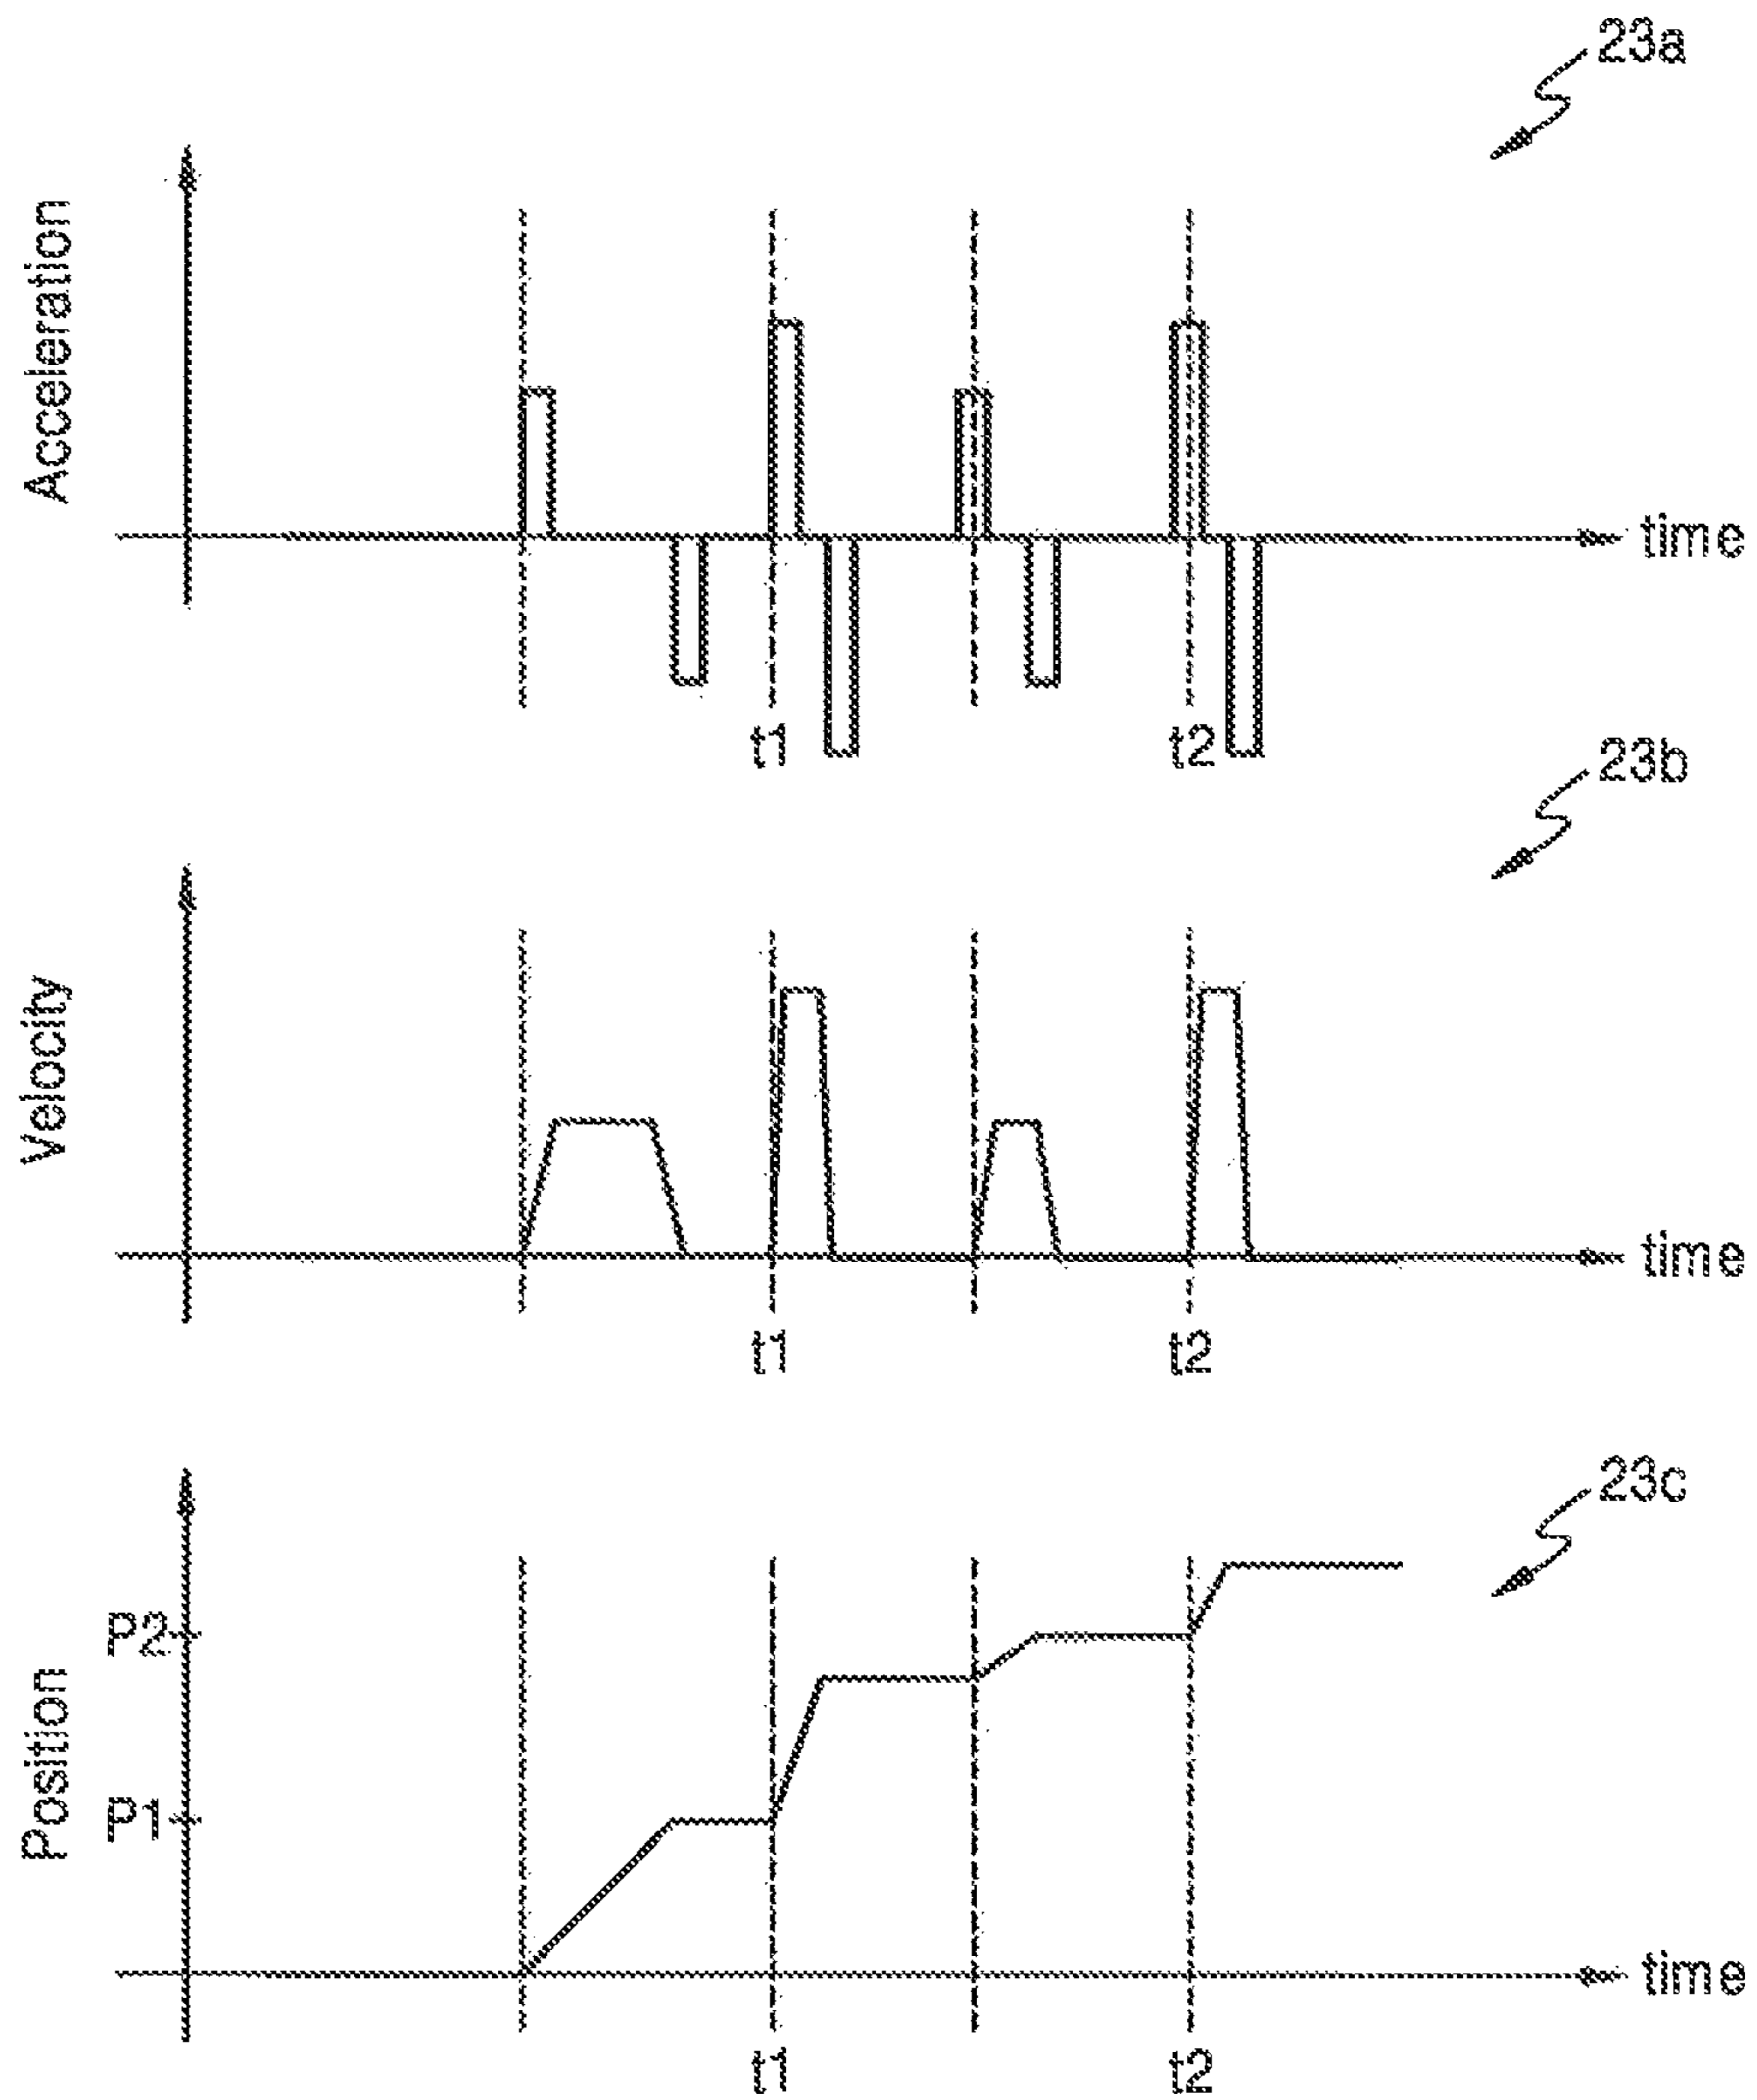 23a
Acceleration
time
t1
t2
23b
Velocity
time
t1
t2
23c
P2
Position
P1
time
t1
t2